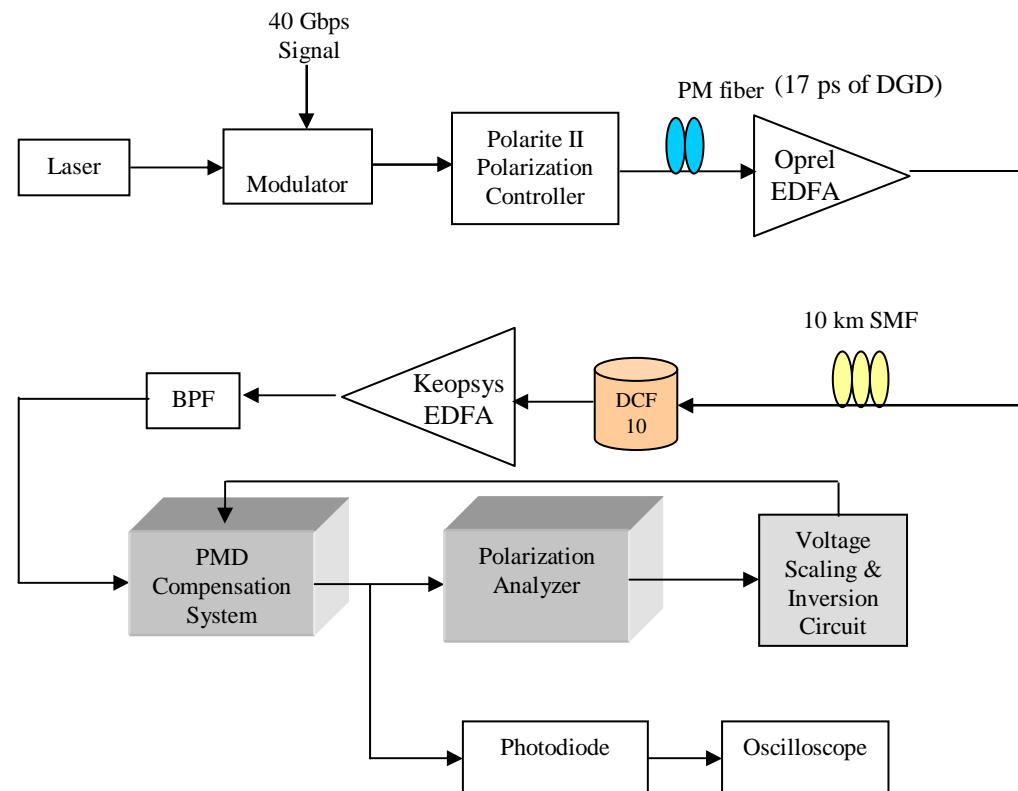 40 Gbps
Signal
Laser
Modulator
Polarite II
Polarization
Controller
PM fiber (17 ps of DGD)
Oprel
EDFA
10 km SMF
DCF
10
Keopsys
EDFA
BPF
PMD
Compensation
System
Polarization
Analyzer
Voltage
Scaling &
Inversion
Circuit
Photodiode
Oscilloscope